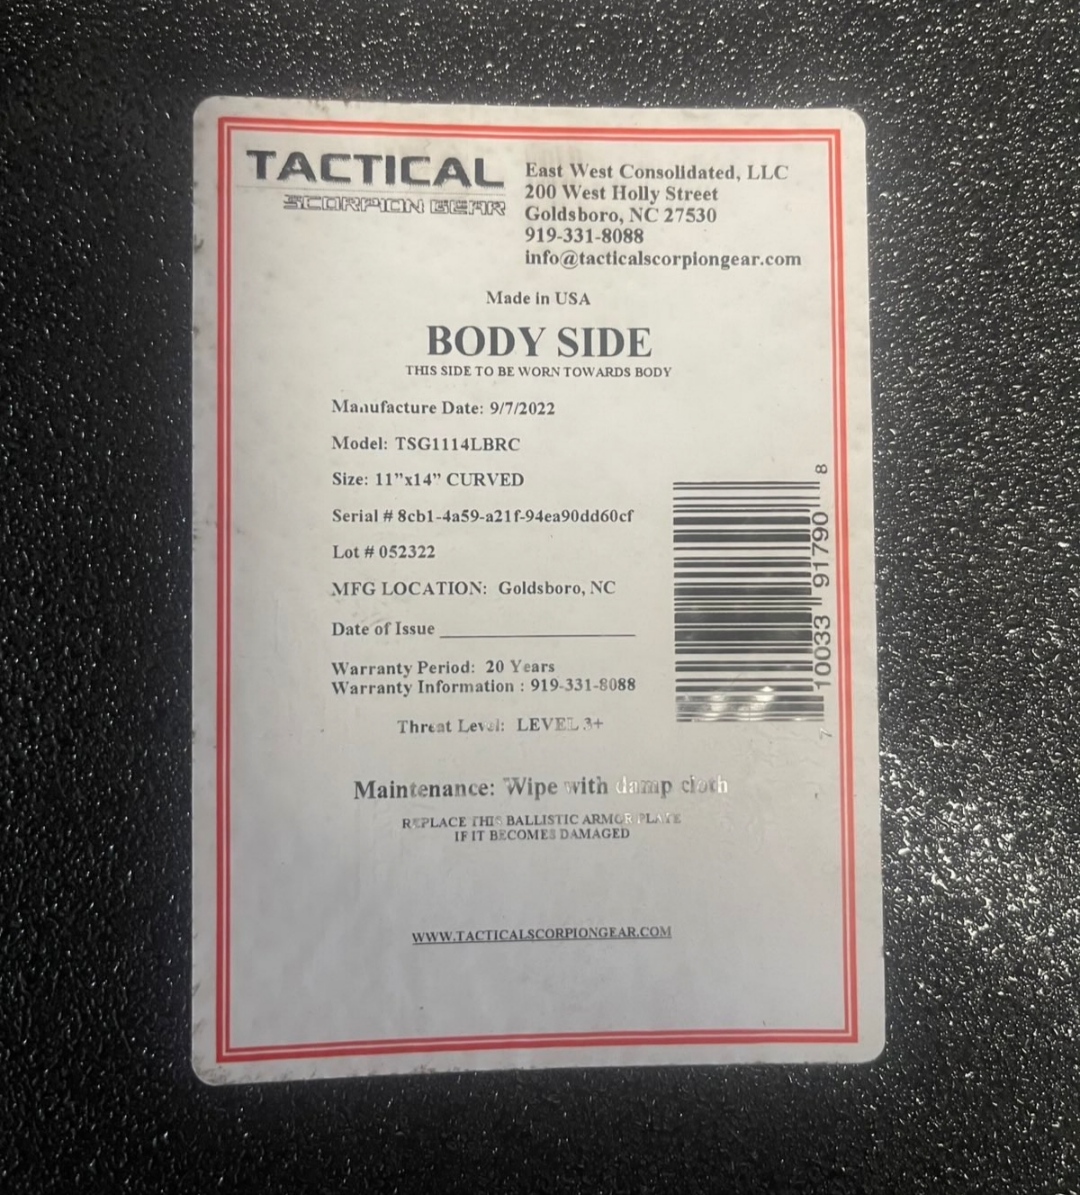 TACTICAL
SCORPION GEAR
East West Consolidated, LLC
200 West Holly Street
Goldsboro, NC 27530
919-331-8088
info@tacticalscorpiongear.com
Made in USA
BODY SIDE
THIS SIDE TO BE WORN TOWARDS BODY
Manufacture Date: 9/7/2022
Model: TSG1114LBRC
Size: 11”x14” CURVED
Serial # 8cb1-4a59-a21f-94ea90dd60cf
Lot # 052322
MFG LOCATION: Goldsboro, NC
Date of Issue
Warranty Period: 20 Years
Warranty Information : 919-331-8088
Threat Level: LEVEL 3+
7 10033 91790 8
Maintenance: Wipe with damp cloth
REPLACE THIS BALLISTIC ARMOR PLATE
IF IT BECOMES DAMAGED
WWW.TACTICALSCORPIONGEAR.COM